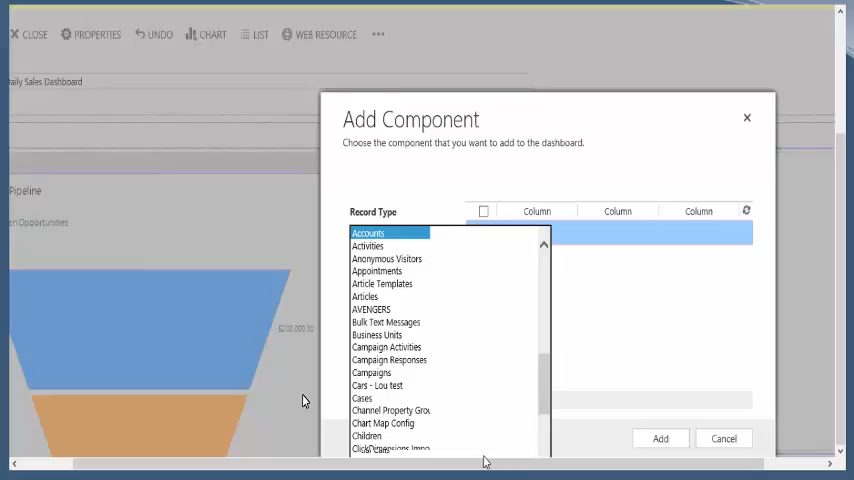 CLOSE PROPERTIES UNDO CHART LIST WEB RESOURCE •••
aily Sales Dashboard
Add Component
Choose the component that you want to add to the dashboard.
Pipeline
en Opportunities
$200,000.00
Record Type
Column Column Column
Accounts
Activities
Anonymous Visitors
Appointments
Article Templates
Articles
AVENGERS
Bulk Text Messages
Business Units
Campaign Activities
Campaign Responses
Campaigns
Cars - Lou test
Cases
Channel Property Grou
Chart Map Config
Children
Add Cancel